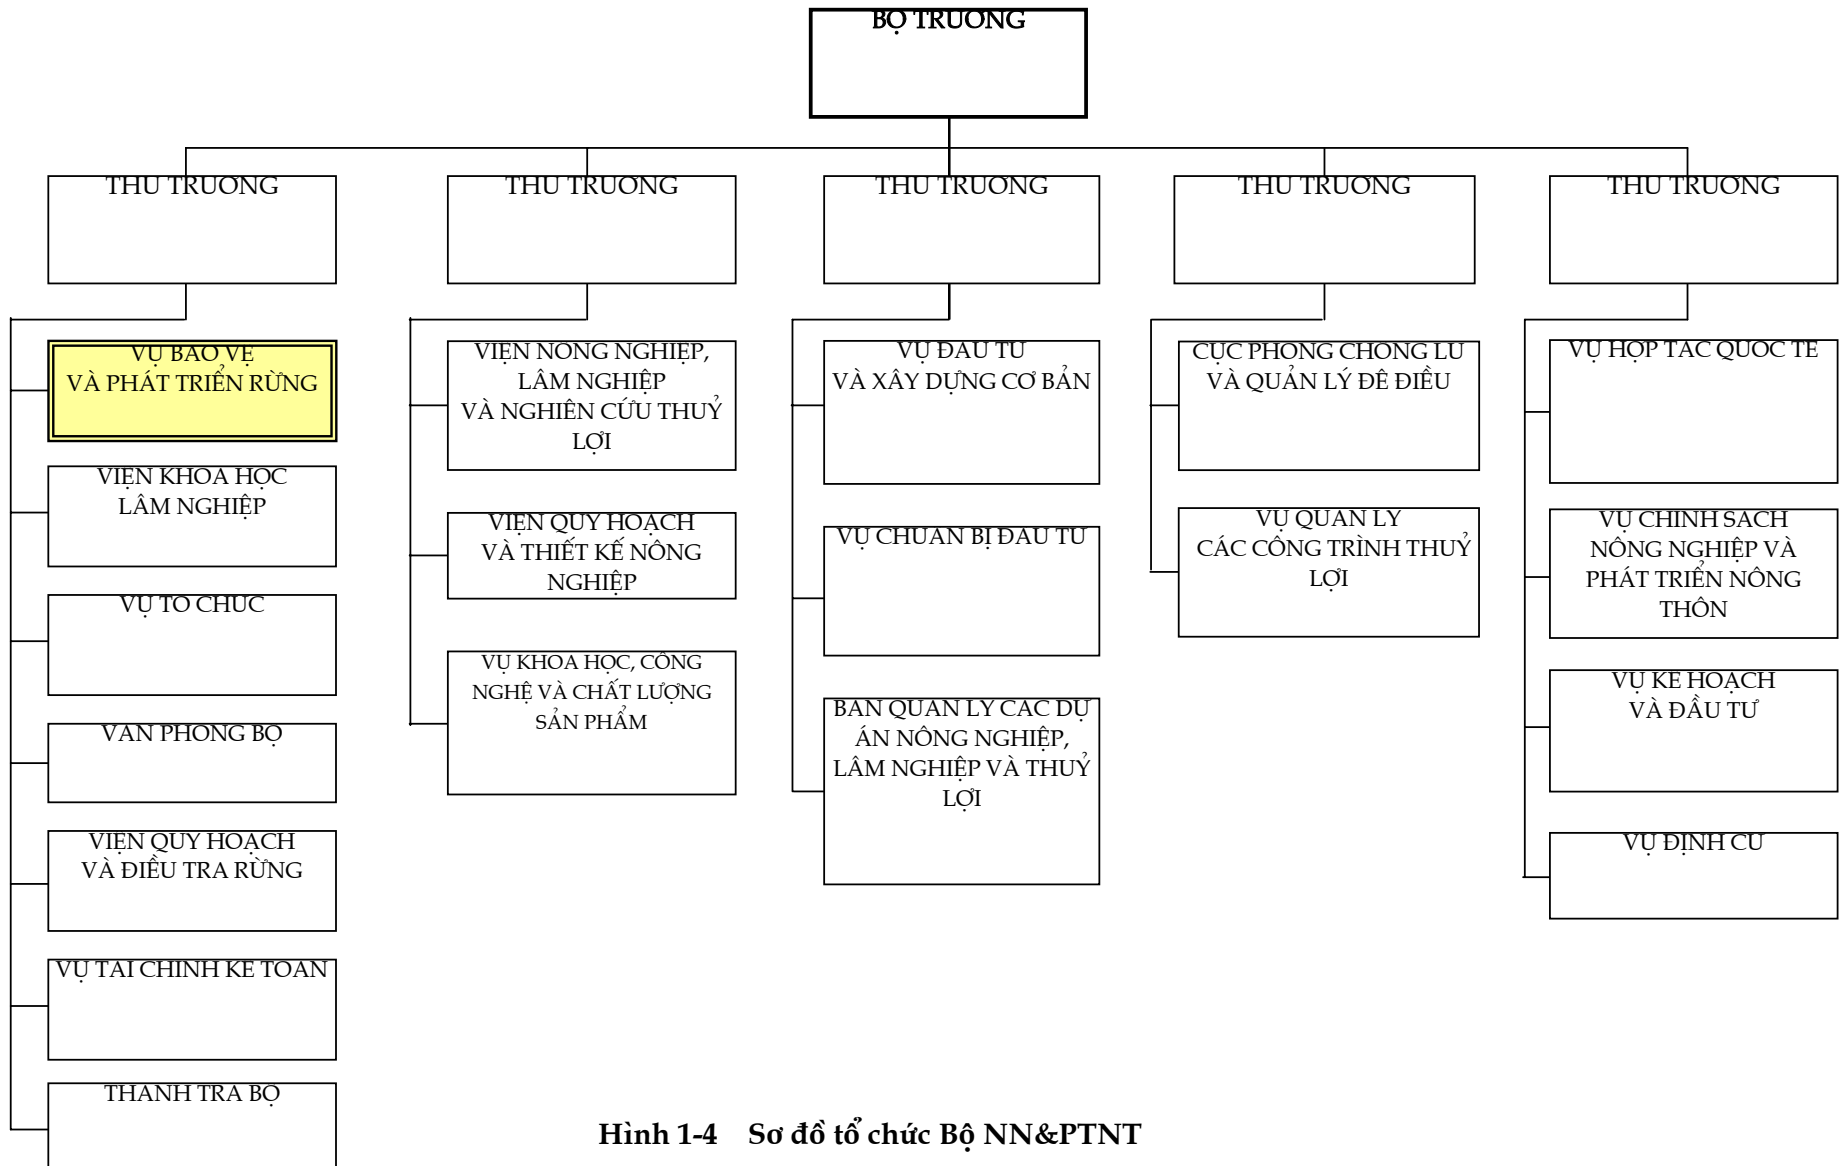 BỘ TRƯỞNG
THỨ TRƯỞNG
THỨ TRƯỞNG
THỨ TRƯỞNG
THỨ TRƯỞNG
THỨ TRƯỞNG
VỤ BẢO VỆ
VÀ PHÁT TRIỂN RỪNG
VIỆN KHOA HỌC
LÂM NGHIỆP
VỤ TỔ CHỨC
VĂN PHÒNG BỘ
VIỆN QUY HOẠCH
VÀ ĐIỀU TRA RỪNG
VỤ TÀI CHÍNH KẾ TOÁN
THANH TRA BỘ
VIỆN NÔNG NGHIỆP,
LÂM NGHIỆP
VÀ NGHIÊN CỨU THUỶ
LỢI
VIỆN QUY HOẠCH
VÀ THIẾT KẾ NÔNG
NGHIỆP
VỤ KHOA HỌC, CÔNG
NGHỆ VÀ CHẤT LƯỢNG
SẢN PHẨM
VỤ ĐẦU TƯ
VÀ XÂY DỰNG CƠ BẢN
VỤ CHUẨN BỊ ĐẦU TƯ
BAN QUẢN LÝ CÁC DỰ
ÁN NÔNG NGHIỆP,
LÂM NGHIỆP VÀ THUỶ
LỢI
CỤC PHÒNG CHỐNG LŨ
VÀ QUẢN LÝ ĐÊ ĐIỀU
VỤ QUẢN LÝ
CÁC CÔNG TRÌNH THUỶ
LỢI
VỤ HỢP TÁC QUỐC TẾ
VỤ CHÍNH SÁCH
NÔNG NGHIỆP VÀ
PHÁT TRIỂN NÔNG
THÔN
VỤ KẾ HOẠCH
VÀ ĐẦU TƯ
VỤ ĐỊNH CƯ
Hình 1-4 Sơ đồ tổ chức Bộ NN&PTNT